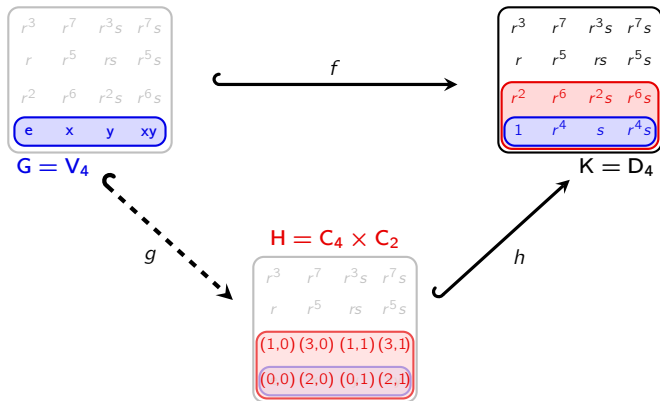 r³ r⁷ r³s r⁷s
r r⁵ rs r⁵s
r² r⁶ r²s r⁶s
e x y xy
G = V₄
f
r³ r⁷ r³s r⁷s
r r⁵ rs r⁵s
r² r⁶ r²s r⁶s
1 r⁴ s r⁴s
K = D₄
g
h
H = C₄ × C₂
r³ r⁷ r³s r⁷s
r r⁵ rs r⁵s
(1,0) (3,0) (1,1) (3,1)
(0,0) (2,0) (0,1) (2,1)